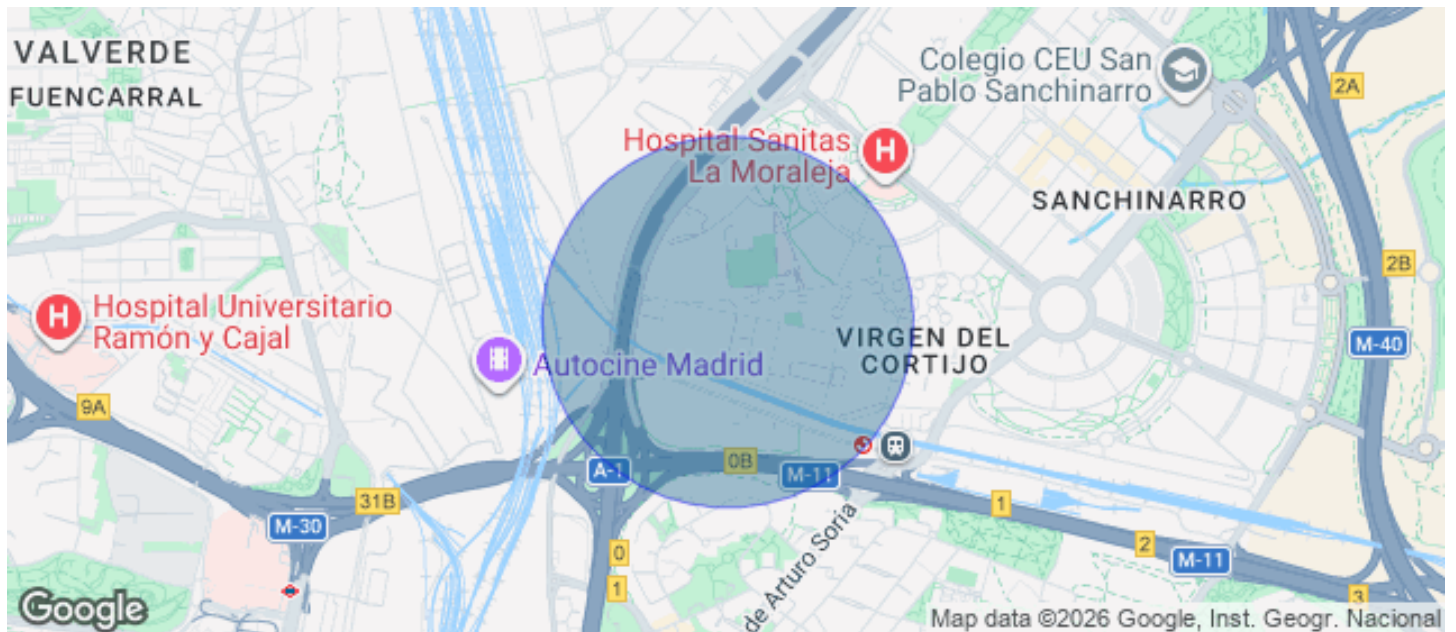 VALVERDE
FUENCARRAL
Colegio CEU San
Pablo Sanchinarro
2A
Hospital Sanitas
La Moraleja
SANCHINARRO
2B
Hospital Universitario
Ramón y Cajal
VIRGEN DEL
CORTIJO
M-40
Autocine Madrid
9A
0B
A-1
M-11
31B
M-30
1
2
M-11
0
1
3
de Arturo Soria
Google
Map data ©2026 Google, Inst. Geogr. Nacional